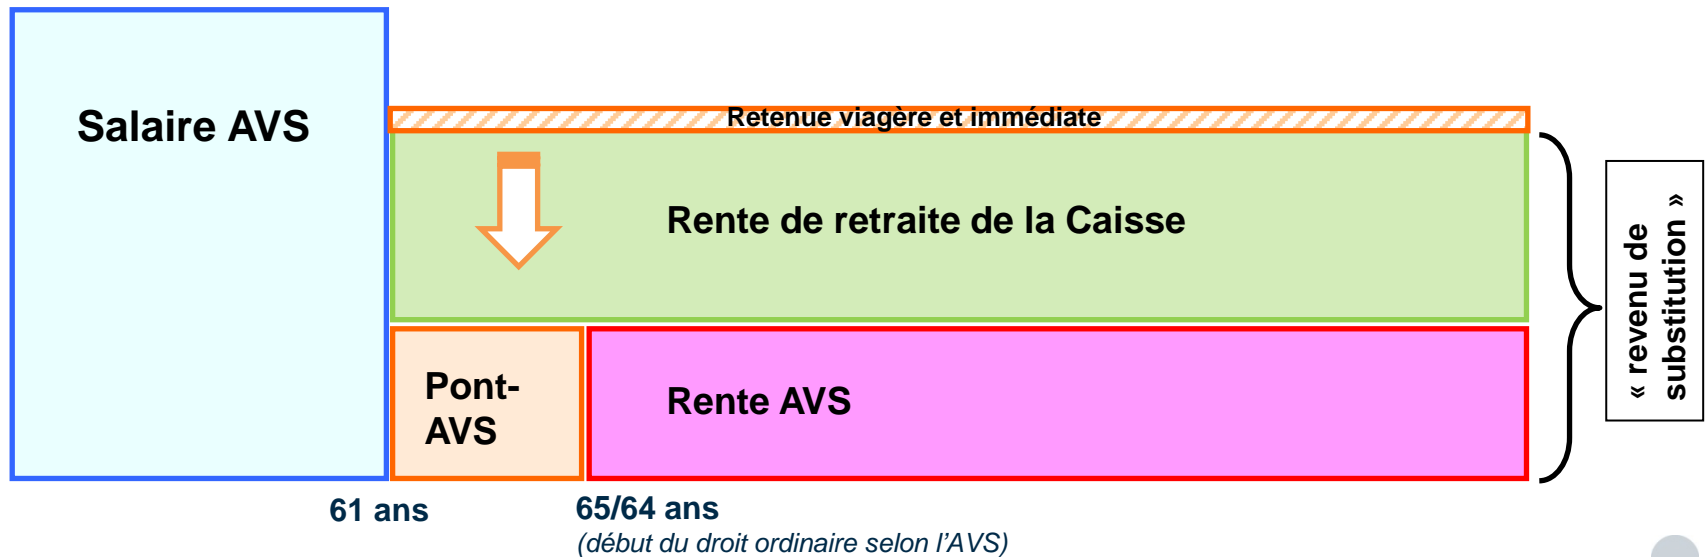 Salaire AVS
Retenue viagère et immédiate
Rente de retraite de la Caisse
« revenu de
substitution »
Pont-
AVS
Rente AVS
61 ans
65/64 ans
(début du droit ordinaire selon l’AVS)